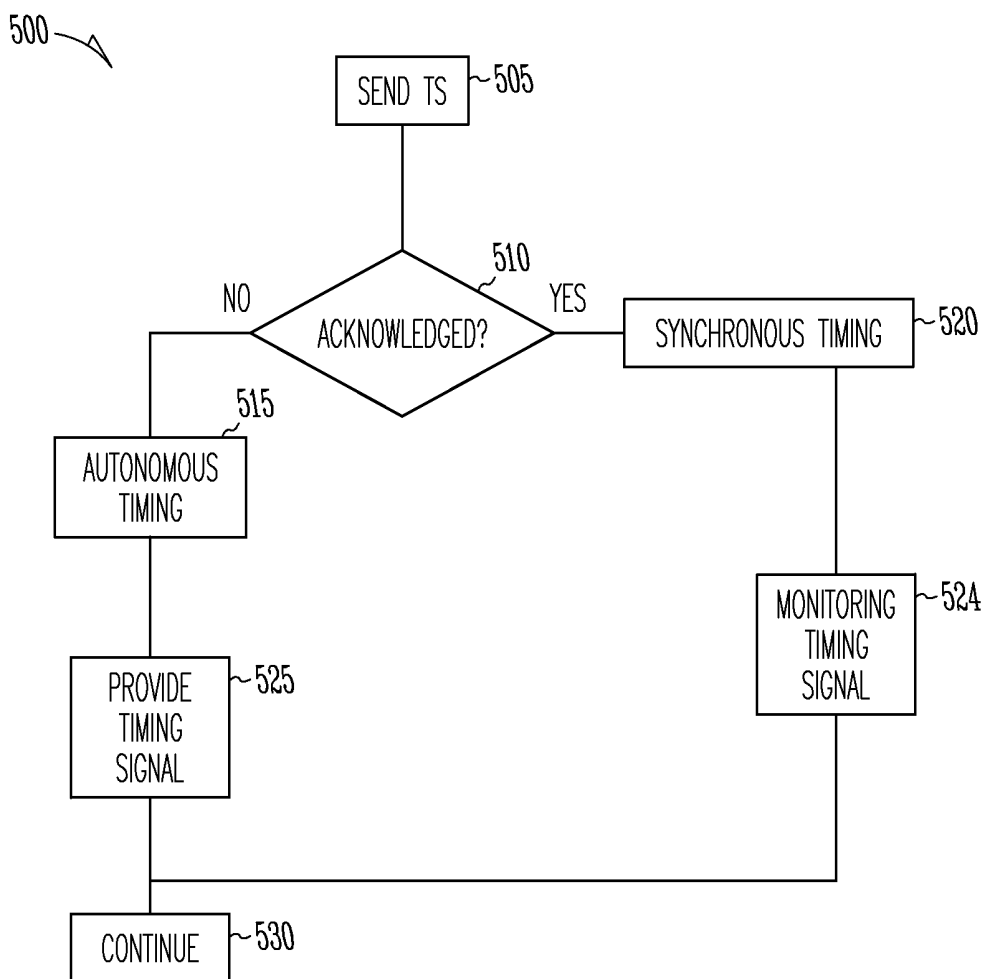 500
SEND TS
505
510
NO
YES
ACKNOWLEDGED?
SYNCHRONOUS TIMING
520
515
AUTONOMOUS
TIMING
MONITORING
TIMING
SIGNAL
524
PROVIDE
TIMING
SIGNAL
525
CONTINUE
530